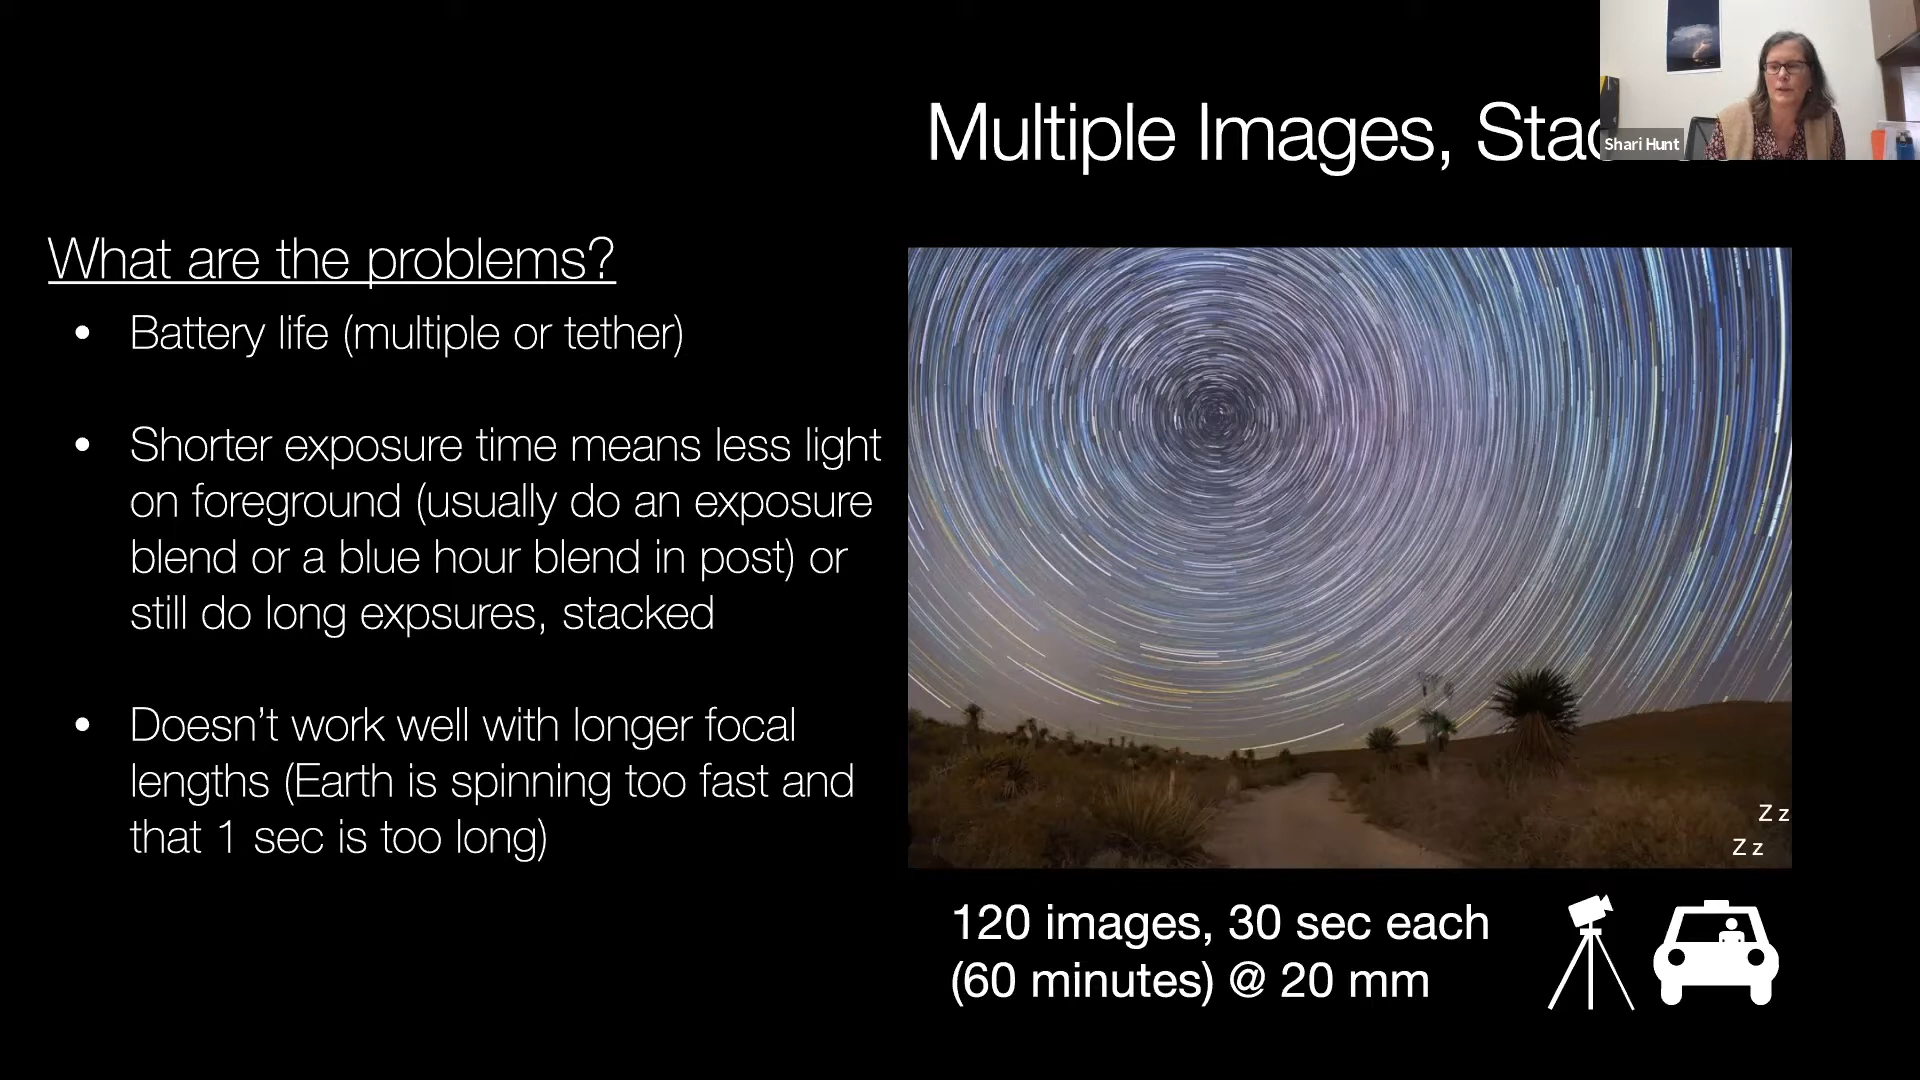 Multiple Images,
Shari Hunt
What are the problems?
• Battery life (multiple or tether)
• Shorter exposure time means less light
on foreground (usually do an exposure
blend or a blue hour blend in post) or
still do long expsures, stacked
• Doesn't work well with longer focal
lengths (Earth is spinning too fast and
that 1 sec is too long)
Z z
Z z
120 images, 30 sec each
(60 minutes) @ 20 mm